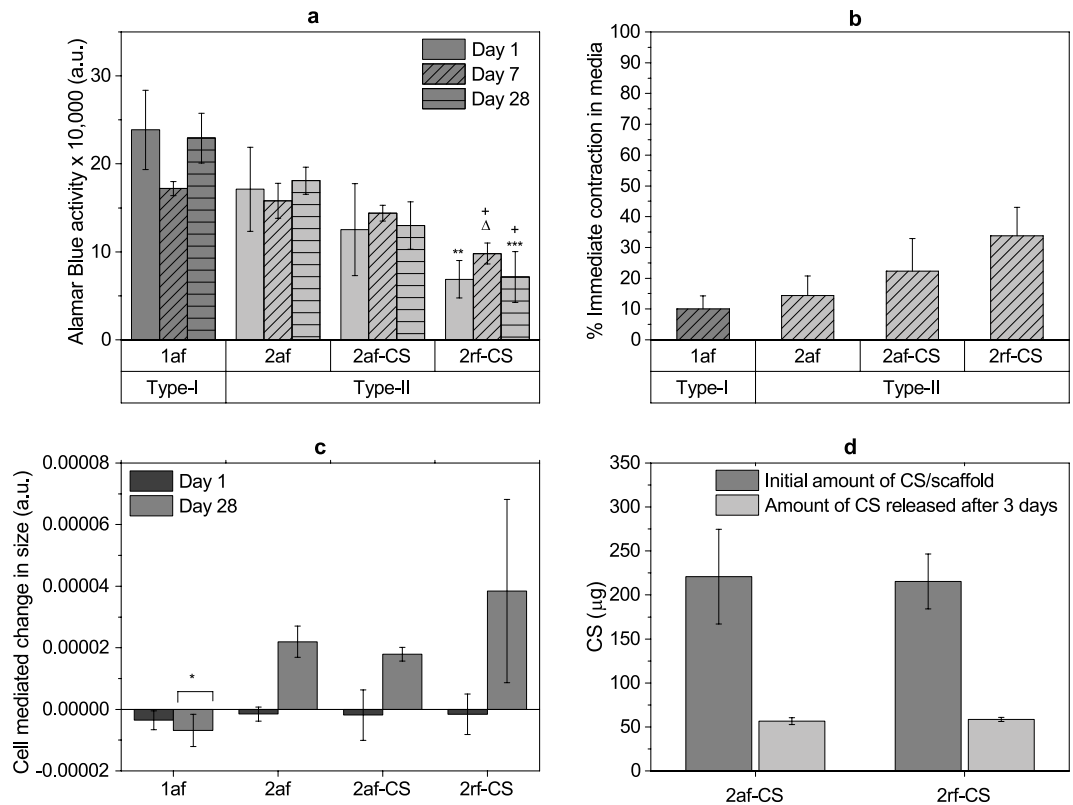 a
Alamar Blue activity x 10,000 (a.u.)
30
20
10
0
Day 1
Day 7
Day 28
**
+
Δ
+
***
1af
2af
2af-CS
2rf-CS
Type-I
Type-II
b
% Immediate contraction in media
100
90
80
70
60
50
40
30
20
10
0
1af
2af
2af-CS
2rf-CS
Type-I
Type-II
c
Cell mediated change in size (a.u.)
0.00008
0.00006
0.00004
0.00002
0.00000
-0.00002
Day 1
Day 28
*
1af
2af
2af-CS
2rf-CS
d
CS (μg)
350
300
250
200
150
100
50
0
Initial amount of CS/scaffold
Amount of CS released after 3 days
2af-CS
2rf-CS